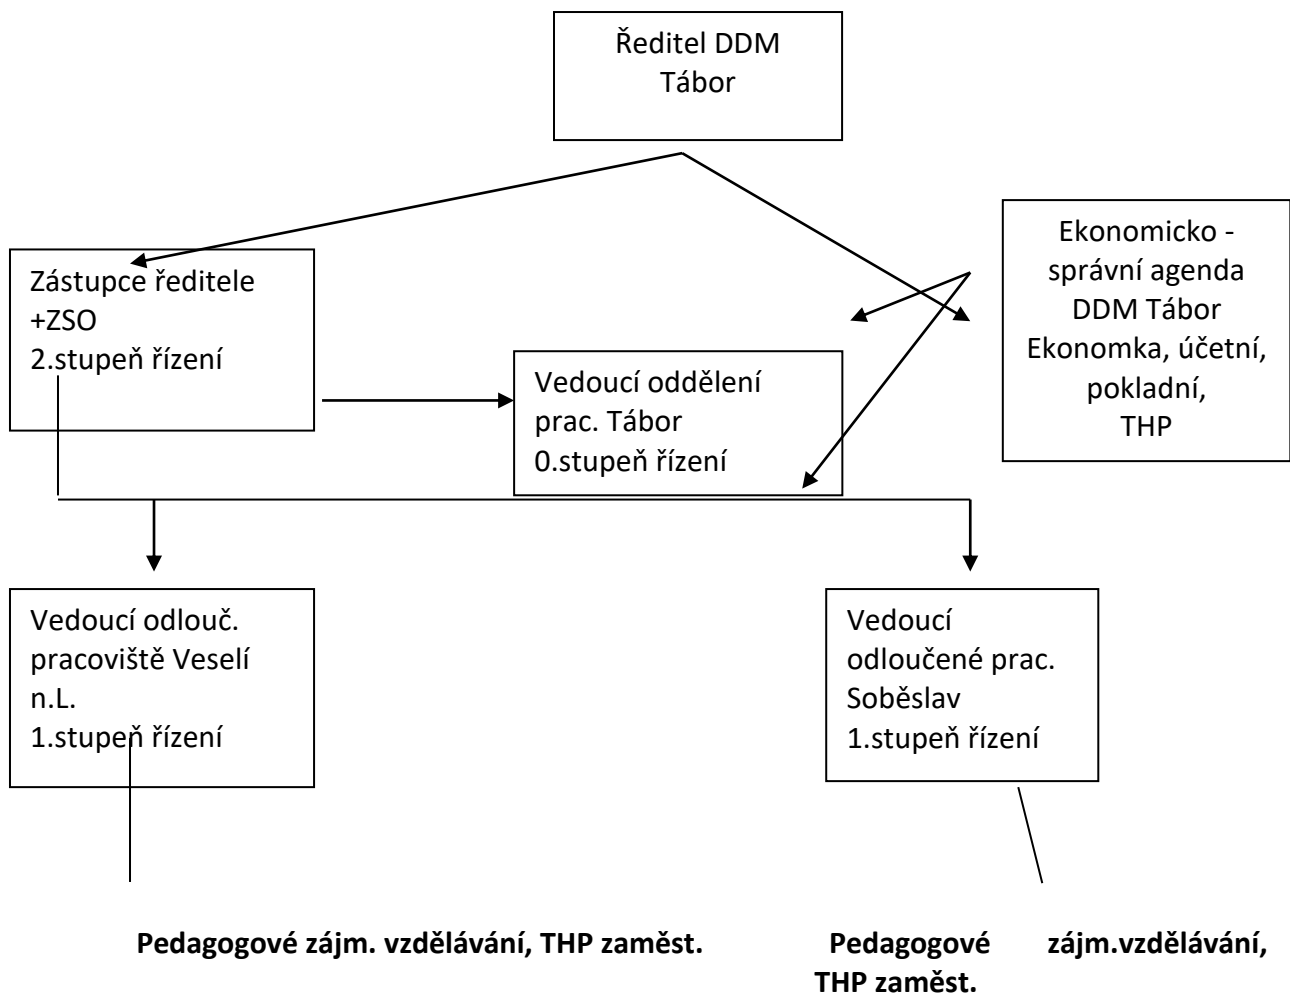 Ředitel DDM
Tábor
Ekonomicko -
správní agenda
DDM Tábor
Ekonomka, účetní,
pokladní,
THP
Zástupce ředitele
+ZSO
2.stupeň řízení
Vedoucí oddělení
prac. Tábor
0.stupeň řízení
Vedoucí odlouč.
pracoviště Veselí
n.L.
1.stupeň řízení
Vedoucí
odloučené prac.
Soběslav
1.stupeň řízení
Pedagogové zájm. vzdělávání, THP zaměst.
Pedagogové zájm.vzdělávání,
THP zaměst.